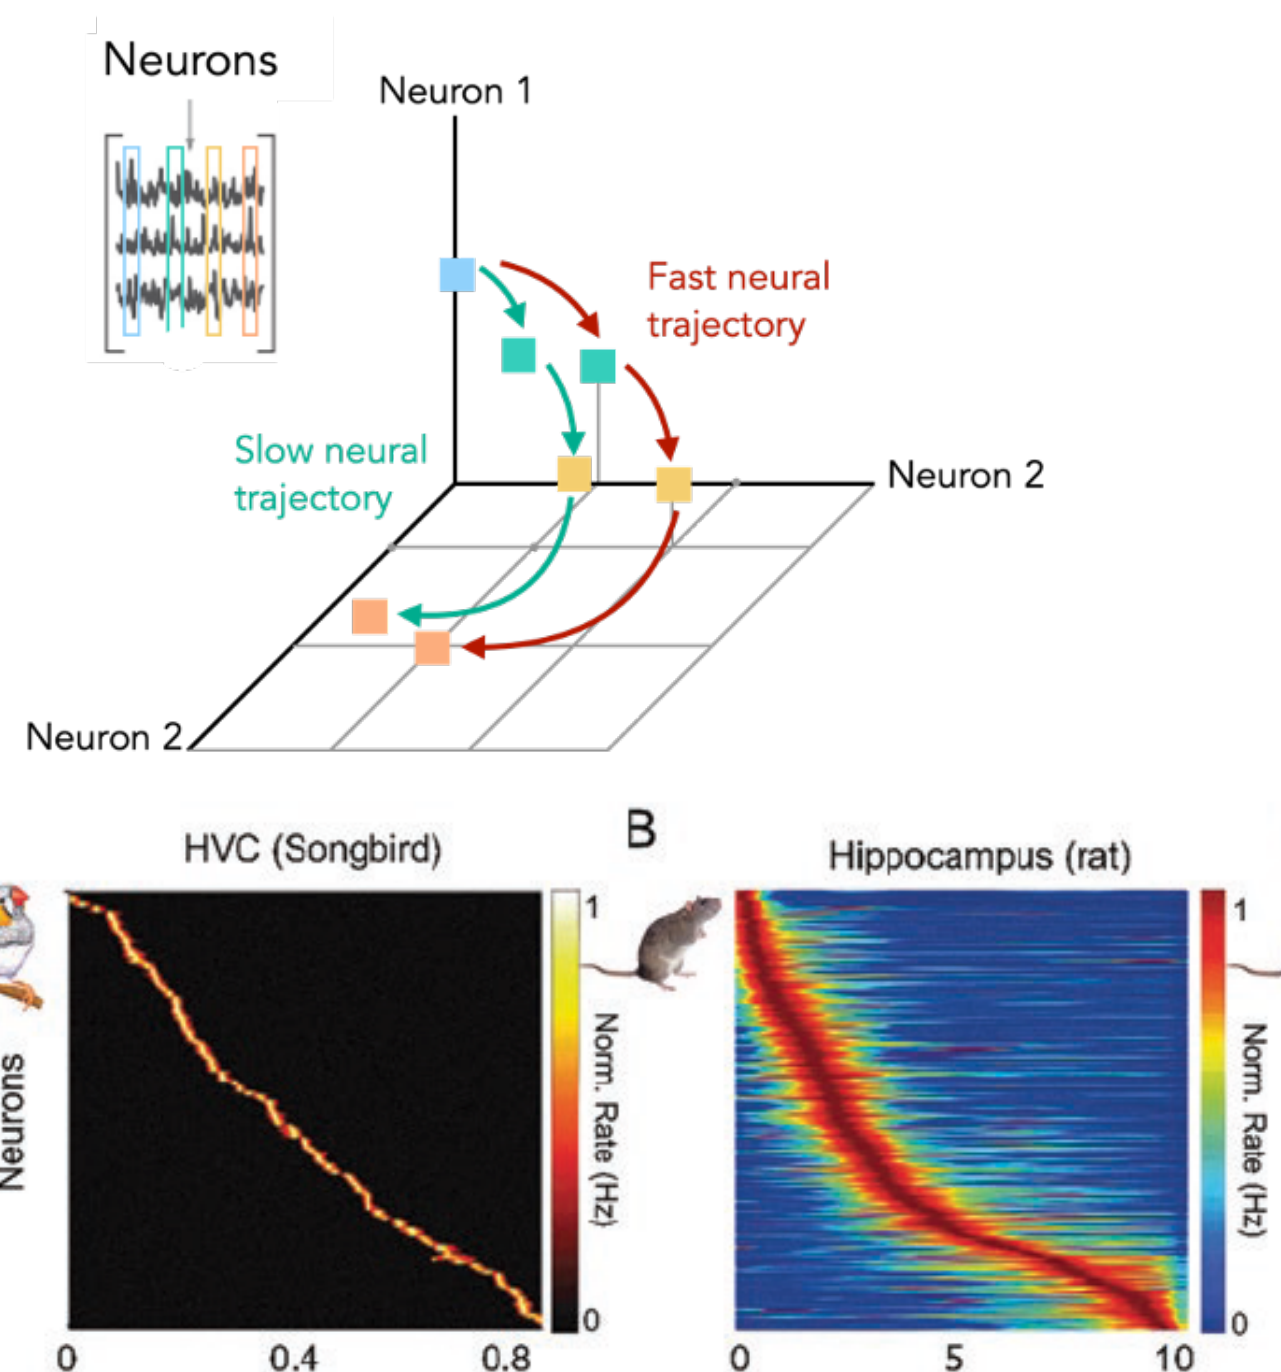 Neurons
Neuron 1
Fast neural
trajectory
Slow neural
trajectory
Neuron 2
Neuron 2
B
HVC (Songbird)
Hippocampus (rat)
Neurons
1
Norm. Rate (Hz)
0
1
Norm. Rate (Hz)
0
0 0.4 0.8
0 5 10